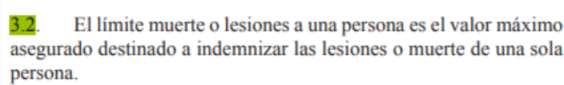 3.2. El límite muerte o lesiones a una persona es el valor máximo
asegurado destinado a indemnizar las lesiones o muerte de una sola
persona.